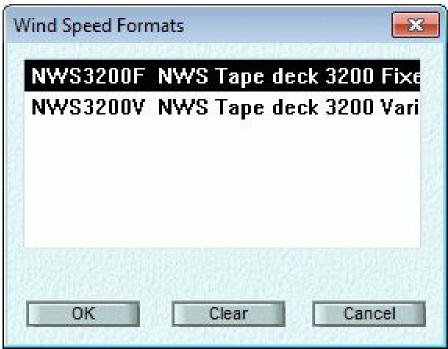 Wind Speed Formats
NWS3200F NWS Tape deck 3200 Fixe
NWS3200V NWS Tape deck 3200 Vari
OK Clear Cancel